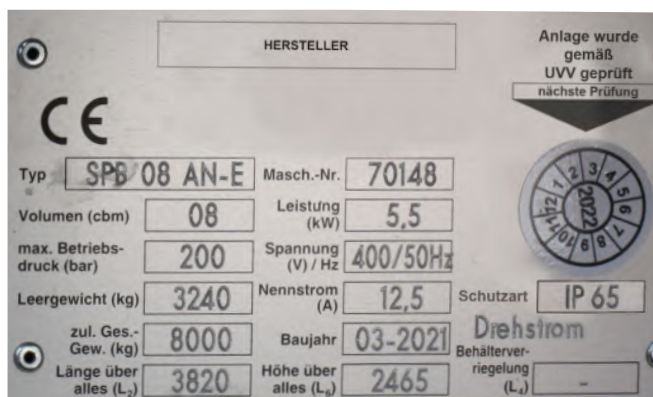 HERSTELLER
Anlage wurde
gemäß
UVV geprüft
nächste Prüfung
CE
Typ SPB 08 AN-E Masch.-Nr. 70148
1 2 3 4 5 6 7 8 9 10 11 12
2022
Volumen (cbm) 08 Leistung (kW) 5,5
max. Betriebs-
druck (bar) 200 Spannung
(V) / Hz 400/50Hz
Leergewicht (kg) 3240 Nennstrom
(A) 12,5 Schutzart IP 65
Drehstrom
zul. Ges.-
Gew. (kg) 8000 Baujahr 03-2021
Behälterver-
riegelung
(L₄) -
Länge über
alles (L₂) 3820 Höhe über
alles (L₆) 2465